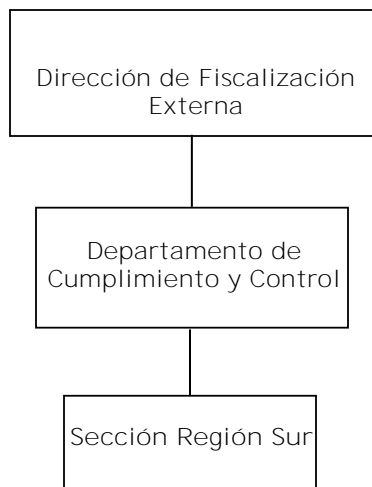 Dirección de Fiscalización
Externa
Departamento de
Cumplimiento y Control
Sección Región Sur